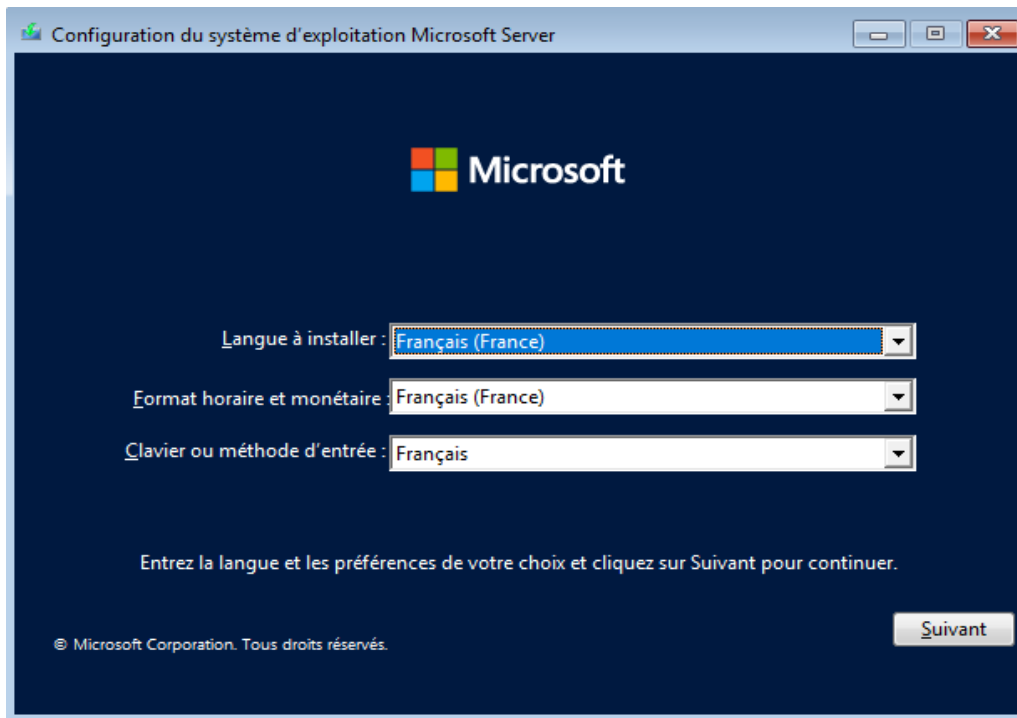 Configuration du système d'exploitation Microsoft Server
Microsoft
Langue à installer : Français (France)
Format horaire et monétaire : Français (France)
Clavier ou méthode d'entrée : Français
Entrez la langue et les préférences de votre choix et cliquez sur Suivant pour continuer.
Suivant
© Microsoft Corporation. Tous droits réservés.